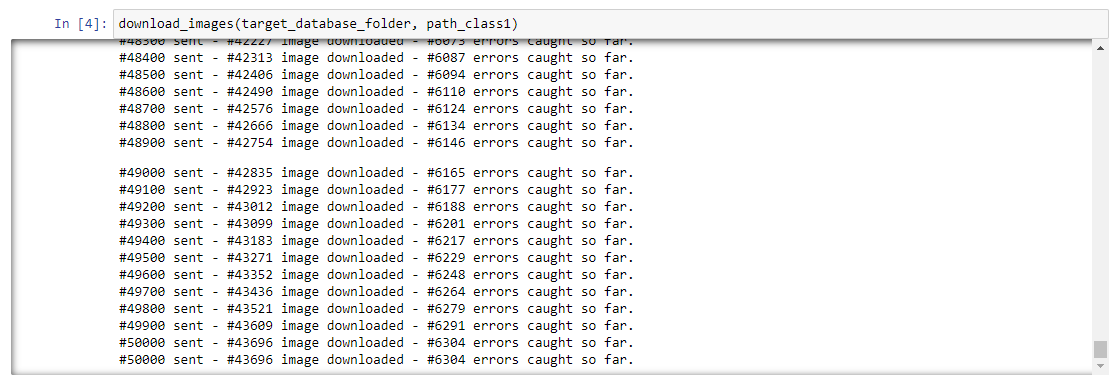 In [4]: download_images(target_database_folder, path_class1)
#48300 sent - #42227 image downloaded - #6073 errors caught so far.
#48400 sent - #42313 image downloaded - #6087 errors caught so far.
#48500 sent - #42406 image downloaded - #6094 errors caught so far.
#48600 sent - #42490 image downloaded - #6110 errors caught so far.
#48700 sent - #42576 image downloaded - #6124 errors caught so far.
#48800 sent - #42666 image downloaded - #6134 errors caught so far.
#48900 sent - #42754 image downloaded - #6146 errors caught so far.
#49000 sent - #42835 image downloaded - #6165 errors caught so far.
#49100 sent - #42923 image downloaded - #6177 errors caught so far.
#49200 sent - #43012 image downloaded - #6188 errors caught so far.
#49300 sent - #43099 image downloaded - #6201 errors caught so far.
#49400 sent - #43183 image downloaded - #6217 errors caught so far.
#49500 sent - #43271 image downloaded - #6229 errors caught so far.
#49600 sent - #43352 image downloaded - #6248 errors caught so far.
#49700 sent - #43436 image downloaded - #6264 errors caught so far.
#49800 sent - #43521 image downloaded - #6279 errors caught so far.
#49900 sent - #43609 image downloaded - #6291 errors caught so far.
#50000 sent - #43696 image downloaded - #6304 errors caught so far.
#50000 sent - #43696 image downloaded - #6304 errors caught so far.